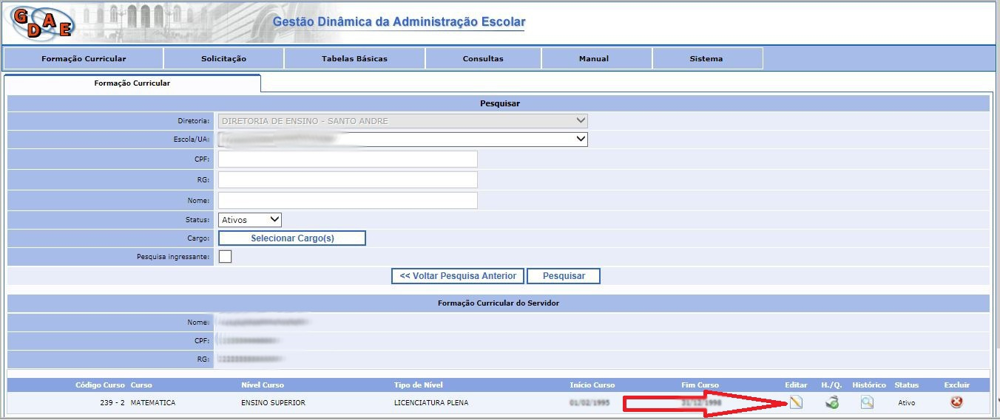 GDAE
Gestão Dinâmica da Administração Escolar
Formação Curricular Solicitação Tabelas Básicas Consultas Manual Sistema
Formação Curricular
Pesquisar
Diretoria: DIRETORIA DE ENSINO - SANTO ANDRE
Escola/UA:
CPF:
RG:
Nome:
Status: Ativos
Cargo: Selecionar Cargo(s)
Pesquisa ingressante:
<< Voltar Pesquisa Anterior Pesquisar
Formação Curricular do Servidor
Nome:
CPF:
RG:
Código Curso Curso Nível Curso Tipo de Nível Início Curso Fim Curso Editar H./Q. Histórico Status Excluir
239 - 2 MATEMATICA ENSINO SUPERIOR LICENCIATURA PLENA 01/02/1995 31/12/1998 Ativo